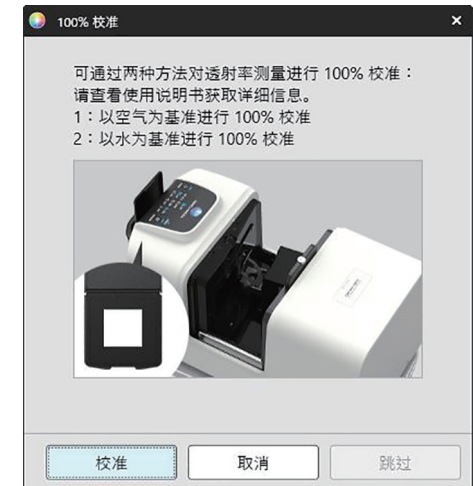 100% 校准
可通过两种方法对透射率测量进行 100% 校准：
请查看使用说明书获取详细信息。
1：以空气为基准进行 100% 校准
2：以水为基准进行 100% 校准
校准
取消
跳过